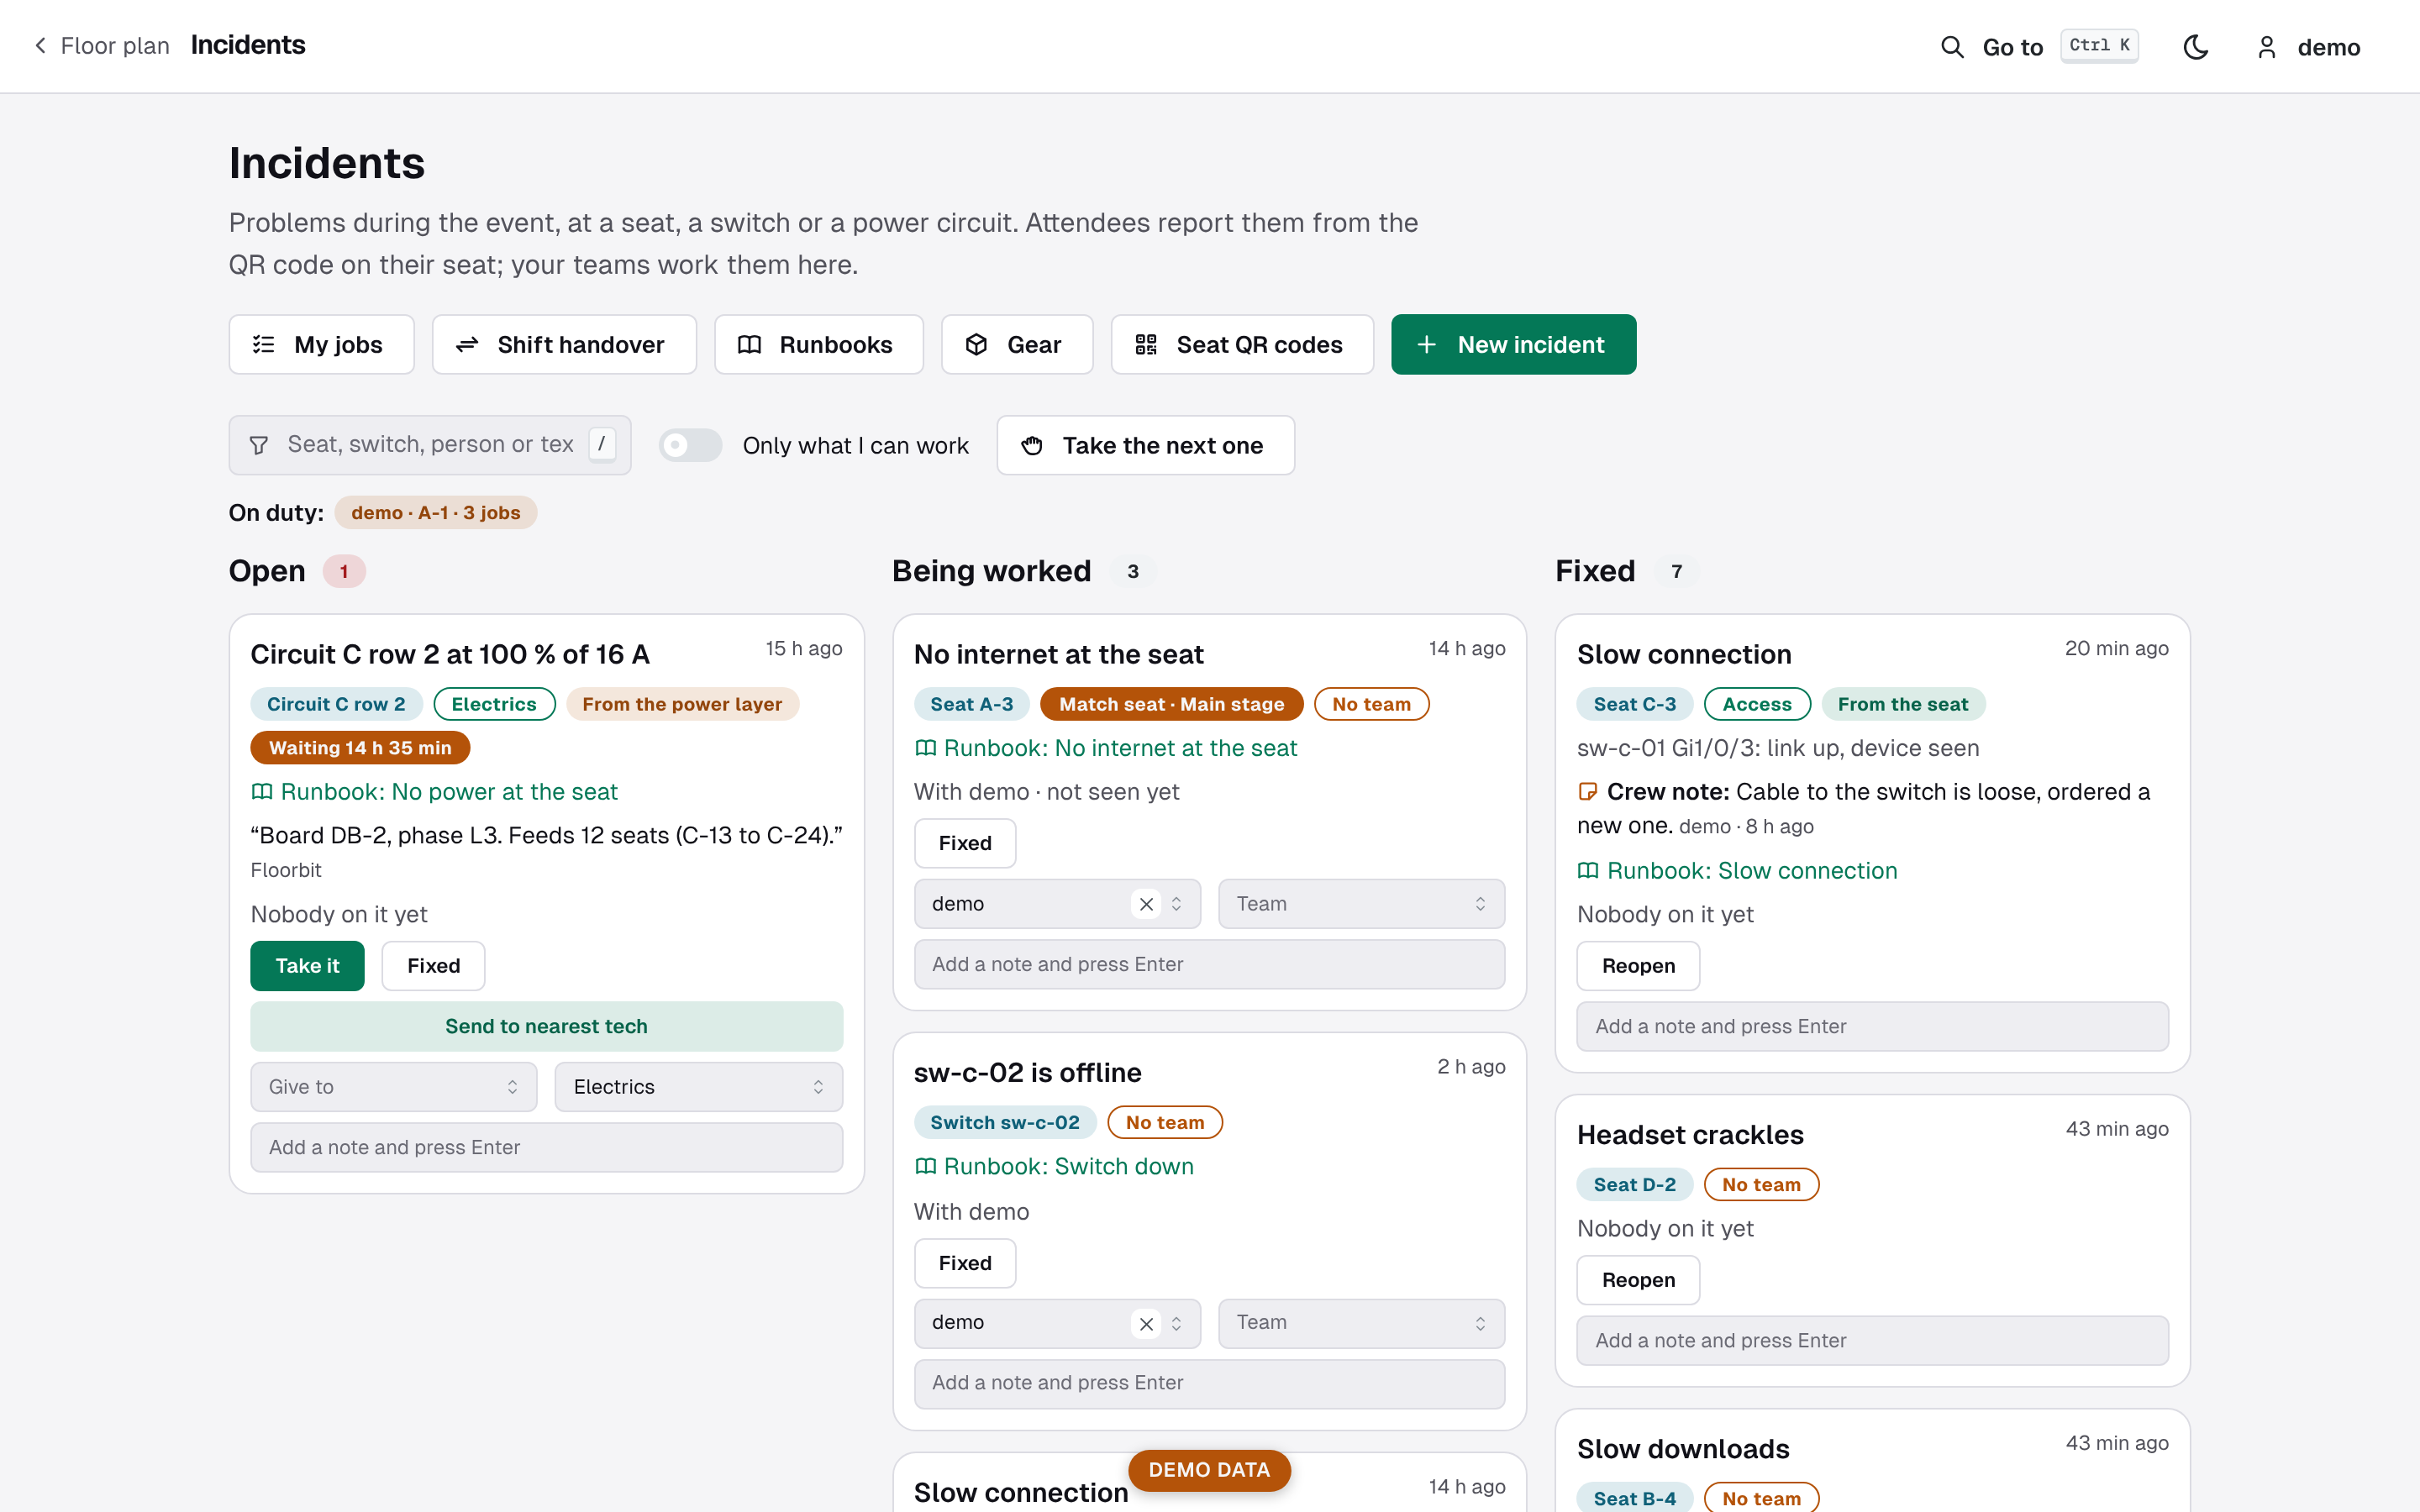 Floor plan Incidents
Go to Ctrl K demo
Incidents
Problems during the event, at a seat, a switch or a power circuit. Attendees report them from the
QR code on their seat; your teams work them here.
My jobs Shift handover Runbooks Gear Seat QR codes New incident
Seat, switch, person or tex / Only what I can work Take the next one
On duty: demo · A-1 · 3 jobs
Open 1
Circuit C row 2 at 100 % of 16 A 15 h ago
Circuit C row 2 Electrics From the power layer
Waiting 14 h 35 min
Runbook: No power at the seat
“Board DB-2, phase L3. Feeds 12 seats (C-13 to C-24).”
Floorbit
Nobody on it yet
Take it Fixed
Send to nearest tech
Give to Electrics
Add a note and press Enter
Being worked 3
No internet at the seat 14 h ago
Seat A-3 Match seat · Main stage No team
Runbook: No internet at the seat
With demo · not seen yet
Fixed
demo Team
Add a note and press Enter
sw-c-02 is offline 2 h ago
Switch sw-c-02 No team
Runbook: Switch down
With demo
Fixed
demo Team
Add a note and press Enter
Slow connection 14 h ago
Fixed 7
Slow connection 20 min ago
Seat C-3 Access From the seat
sw-c-01 Gi1/0/3: link up, device seen
Crew note: Cable to the switch is loose, ordered a
new one. demo · 8 h ago
Runbook: Slow connection
Nobody on it yet
Reopen
Add a note and press Enter
Headset crackles 43 min ago
Seat D-2 No team
Nobody on it yet
Reopen
Add a note and press Enter
Slow downloads 43 min ago
Seat B-4 No team
DEMO DATA